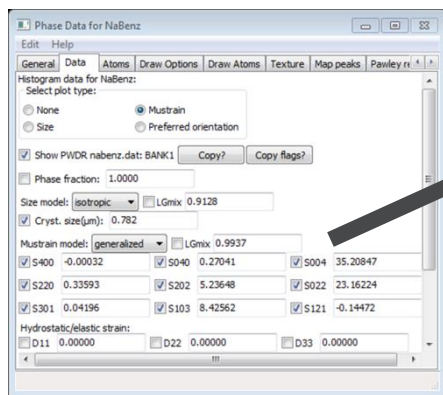 Phase Data for NaBenz
Edit Help
General Data Atoms Draw Options Draw Atoms Texture Map peaks Pawley
Histogram data for NaBenz:
Select plot type:
None Mustrain
Size Preferred orientation
Show PWDR nabenz.dat: BANK1 Copy? Copy flags?
Phase fraction: 1.0000
Size model: isotropic LGmix 0.9128
Cryst. size(μm): 0.782
Mustrain model: generalized LGmix 0.9937
S400 -0.00032 S040 0.27041 S004 35.20847
S220 0.33593 S202 5.23648 S022 23.16224
S301 0.04196 S103 8.42562 S121 -0.14472
Hydrostatic/elastic strain:
D11 0.00000 D22 0.00000 D33 0.00000